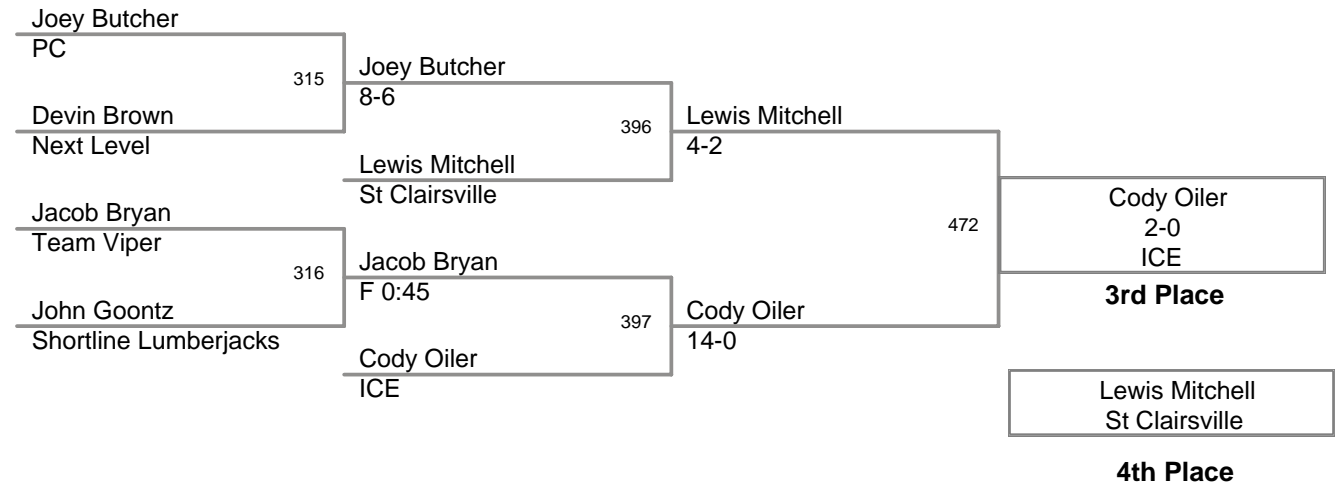 Joey Butcher
PC
315
Joey Butcher
8-6
Devin Brown
Next Level
396
Lewis Mitchell
4-2
Lewis Mitchell
St Clairsville
Jacob Bryan
Team Viper
472
Cody Oiler
2-0
ICE
3rd Place
316
Jacob Bryan
F 0:45
John Goontz
Shortline Lumberjacks
397
Cody Oiler
14-0
Cody Oiler
ICE
Lewis Mitchell
St Clairsville
4th Place